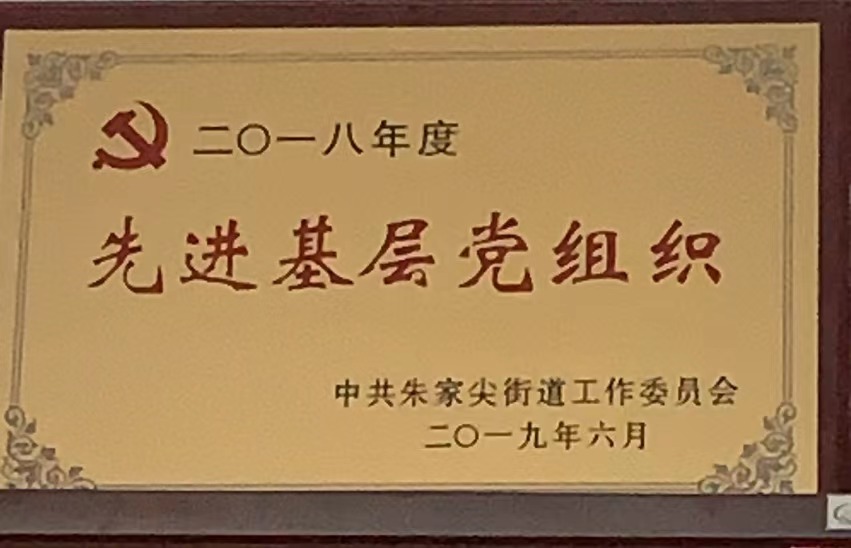 二〇一八年度
先进基层党组织
中共朱家尖街道工作委员会
二〇一九年六月